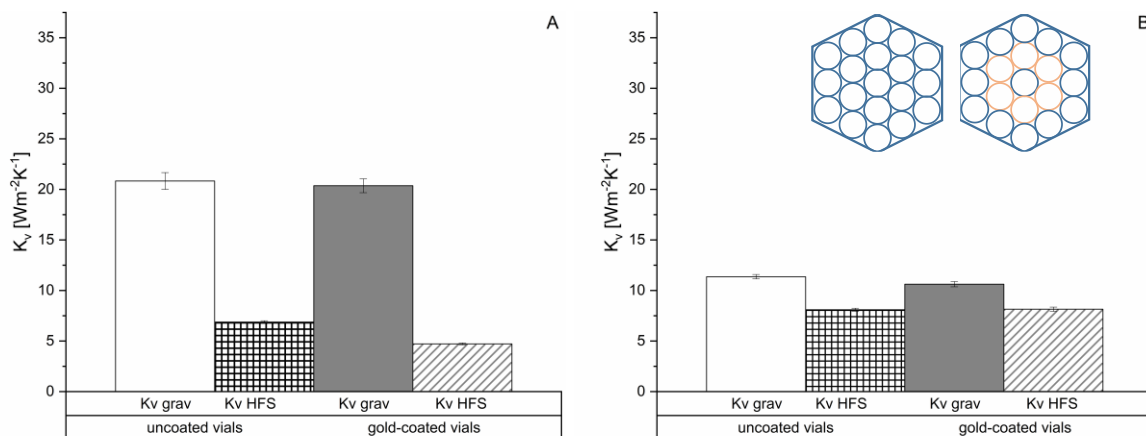 A
35
30
25
20
15
10
5
0
K_v [Wm⁻²K⁻¹]
Kv grav Kv HFS Kv grav Kv HFS
uncoated vials gold-coated vials
B
35
30
25
20
15
10
5
0
K_v [Wm⁻²K⁻¹]
Kv grav Kv HFS Kv grav Kv HFS
uncoated vials gold-coated vials